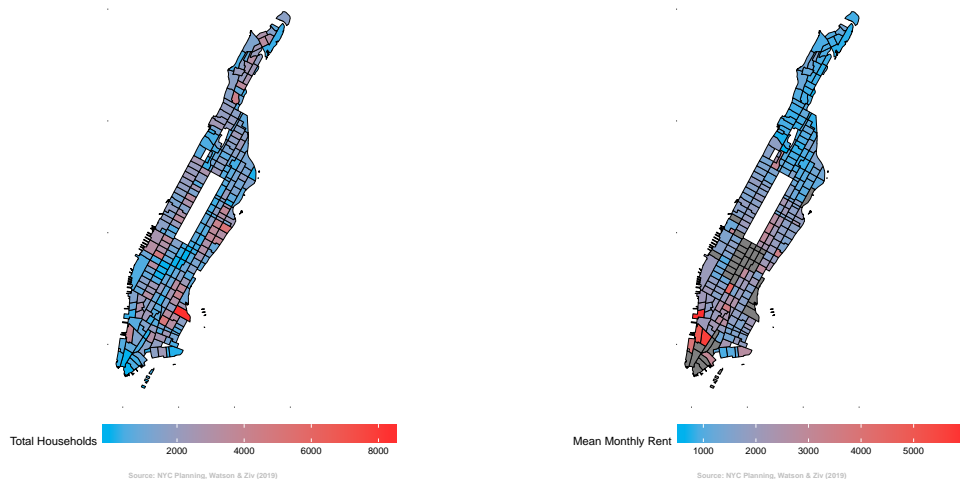 Total Households
2000 4000 6000 8000
Source: NYC Planning, Watson & Ziv (2019)
Mean Monthly Rent
1000 2000 3000 4000 5000
Source: NYC Planning, Watson & Ziv (2019)